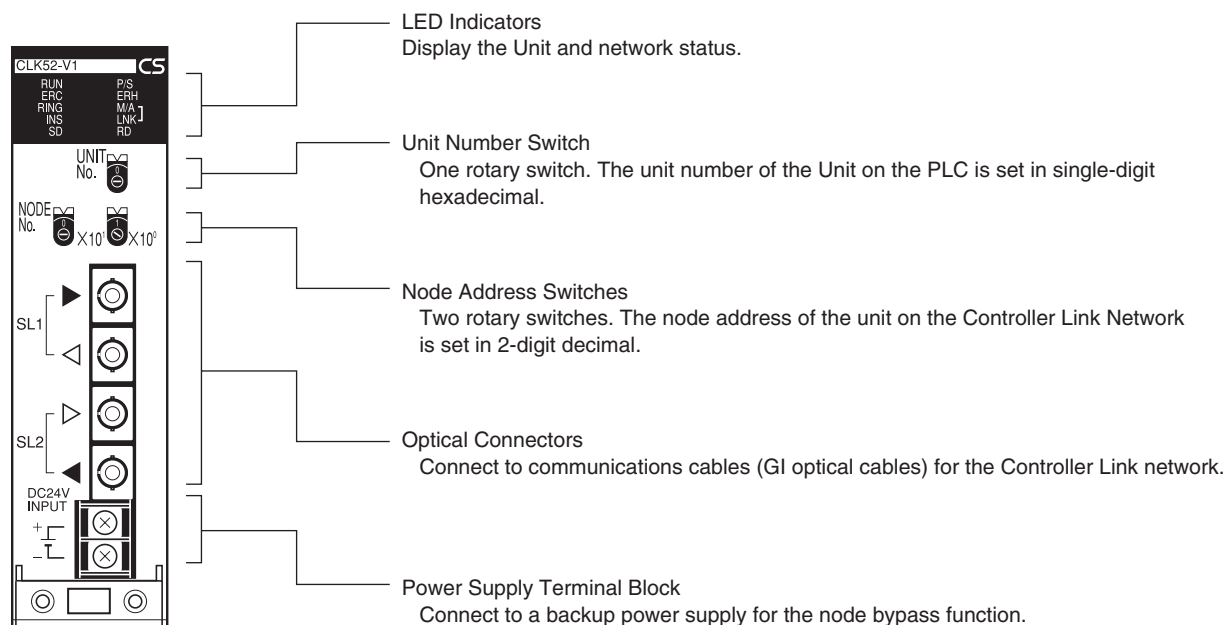 CLK52-V1 CS
RUN P/S
ERC ERH
RING M/A
INS LNK
SD RD
UNIT
No.
0
NODE
No.
0 1
X10¹ X10⁰
SL1
SL2
DC24V
INPUT
+
−
LED Indicators
Display the Unit and network status.
Unit Number Switch
One rotary switch. The unit number of the Unit on the PLC is set in single-digit
hexadecimal.
Node Address Switches
Two rotary switches. The node address of the unit on the Controller Link Network
is set in 2-digit decimal.
Optical Connectors
Connect to communications cables (GI optical cables) for the Controller Link network.
Power Supply Terminal Block
Connect to a backup power supply for the node bypass function.